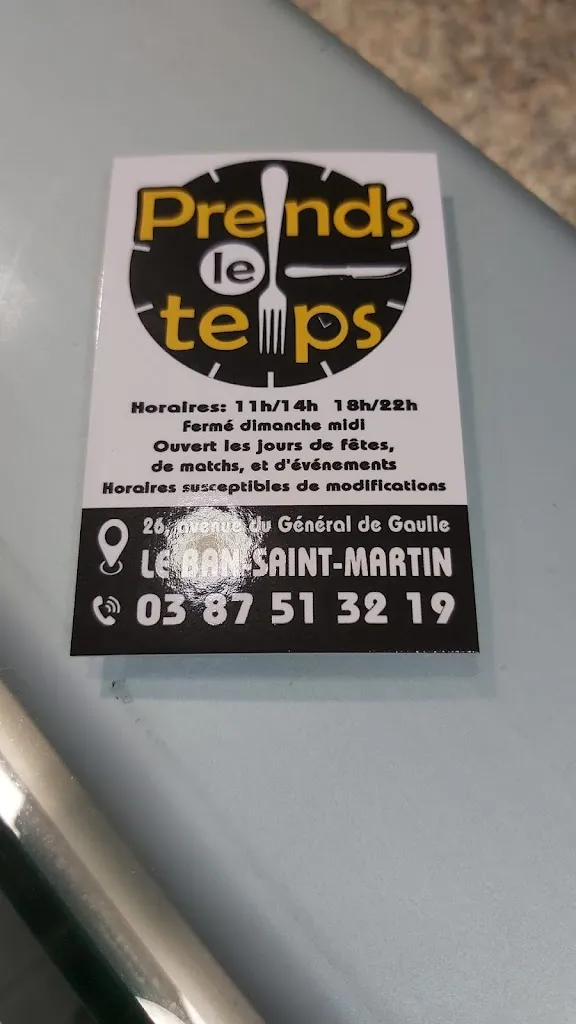 Prends
le
temps
Horaires: 11h/14h 18h/22h
Fermé dimanche midi
Ouvert les jours de fêtes,
de matchs, et d'événements
Horaires susceptibles de modifications
26, avenue du Général de Gaulle
LE BAN-SAINT-MARTIN
03 87 51 32 19